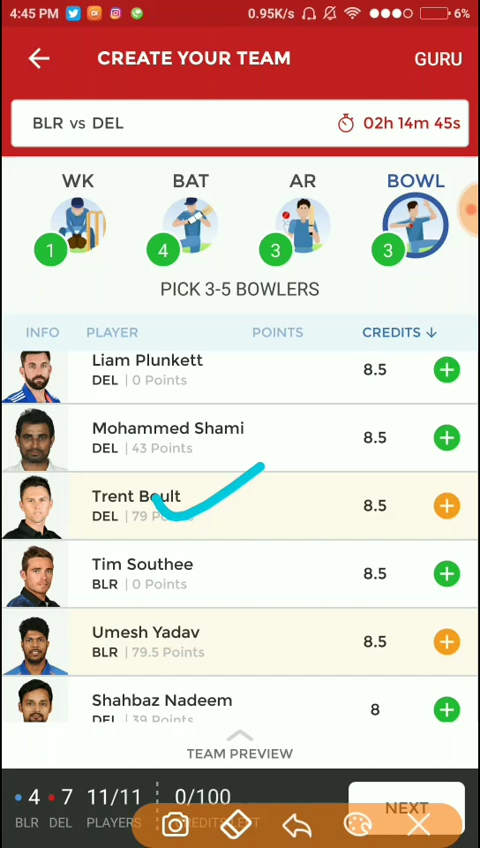 4:45 PM 0.95K/s 6%
CREATE YOUR TEAM GURU
BLR vs DEL 02h 14m 45s
WK BAT AR BOWL
1 4 3 3
PICK 3-5 BOWLERS
INFO PLAYER POINTS CREDITS ↓
Liam Plunkett
DEL | 0 Points 8.5
Mohammed Shami
DEL | 43 Points 8.5
Trent Boult
DEL | 79 8.5
Tim Southee
BLR | 0 Points 8.5
Umesh Yadav
BLR | 79.5 Points 8.5
Shahbaz Nadeem
DEL | 39 Points 8
TEAM PREVIEW
4 7 11/11 0/100 NEXT
BLR DEL PLAYERS CREDITS LEFT